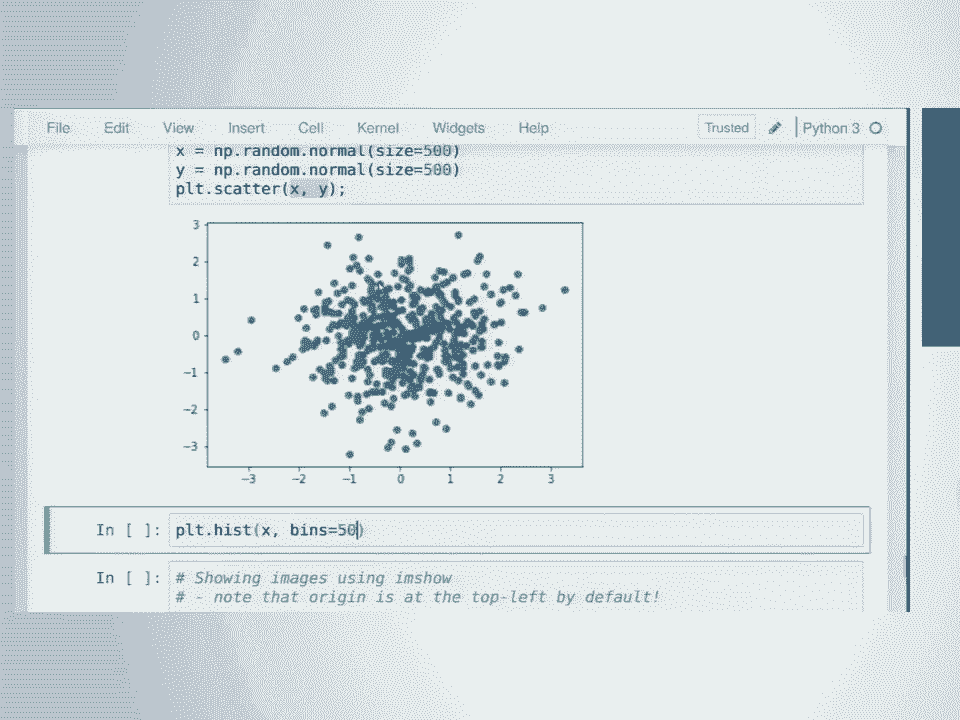 File Edit View Insert Cell Kernel Widgets Help Trusted Python 3
x = np.random.normal(size=500)
y = np.random.normal(size=500)
plt.scatter(x, y);
3
2
1
0
−1
−2
−3
−3 −2 −1 0 1 2 3
In [ ]: plt.hist(x, bins=50)
In [ ]: # Showing images using imshow
# - note that origin is at the top-left by default!